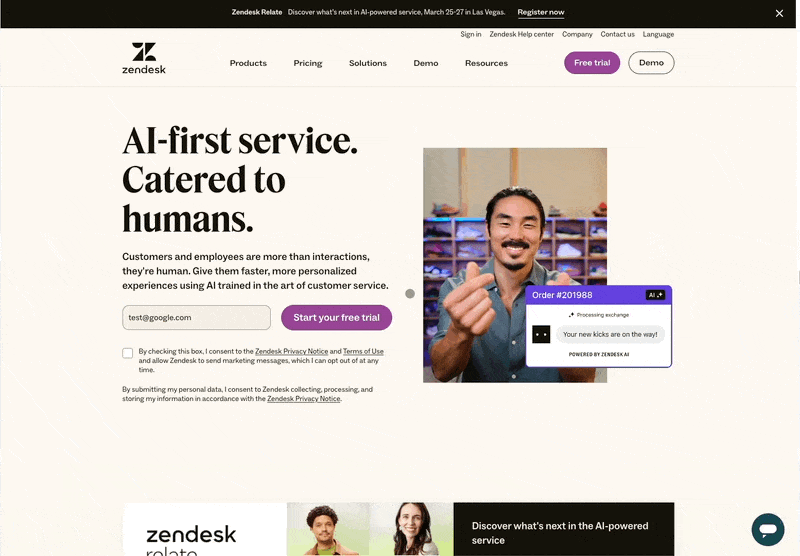 Zendesk Relate Discover what's next in AI-powered service, March 25-27 in Las Vegas. Register now
Sign in Zendesk Help center Company Contact us Language
zendesk
Products Pricing Solutions Demo Resources Free trial Demo
AI-first service.
Catered to
humans.
Customers and employees are more than interactions,
they're human. Give them faster, more personalized
experiences using AI trained in the art of customer service.
test@google.com Start your free trial
By checking this box, I consent to the Zendesk Privacy Notice and Terms of Use
and allow Zendesk to send marketing messages, which I can opt out of at any
time.
By submitting my personal data, I consent to Zendesk collecting, processing, and
storing my information in accordance with the Zendesk Privacy Notice.
Order #201988 AI
Processing exchange
Your new kicks are on the way!
POWERED BY ZENDESK AI
zendesk
relate
Discover what's next in the AI-powered
service